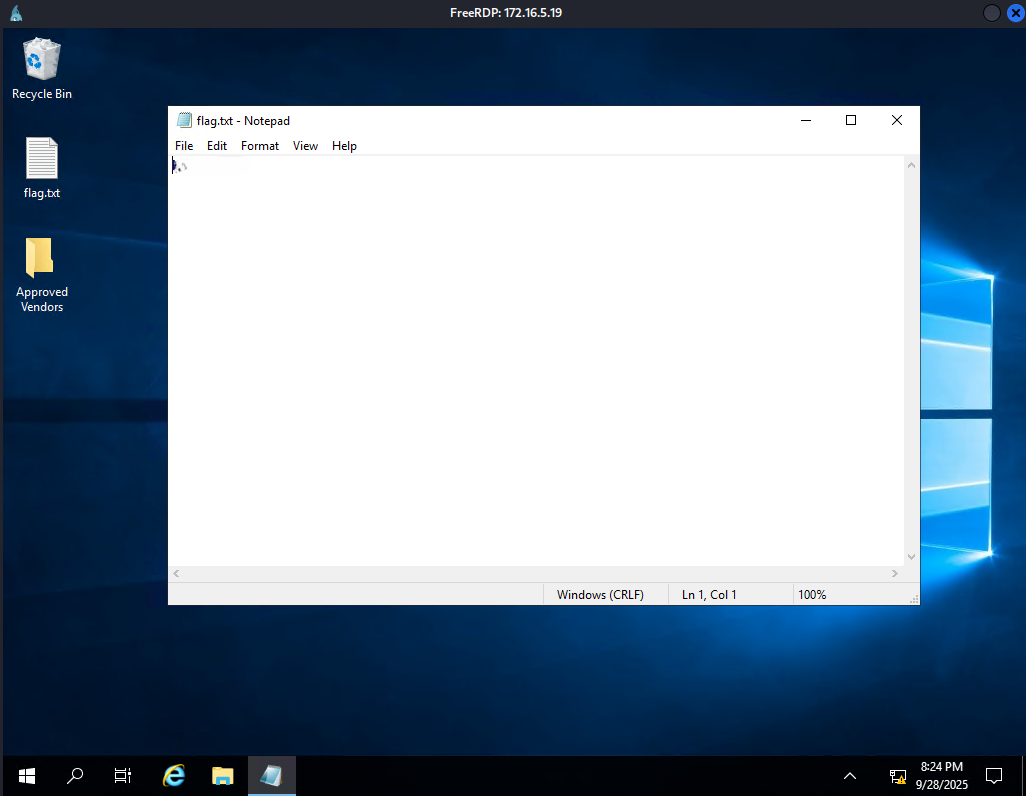 FreeRDP: 172.16.5.19
Recycle Bin
flag.txt
Approved
Vendors
flag.txt - Notepad
File Edit Format View Help
Windows (CRLF) Ln 1, Col 1 100%
8:24 PM
9/28/2025